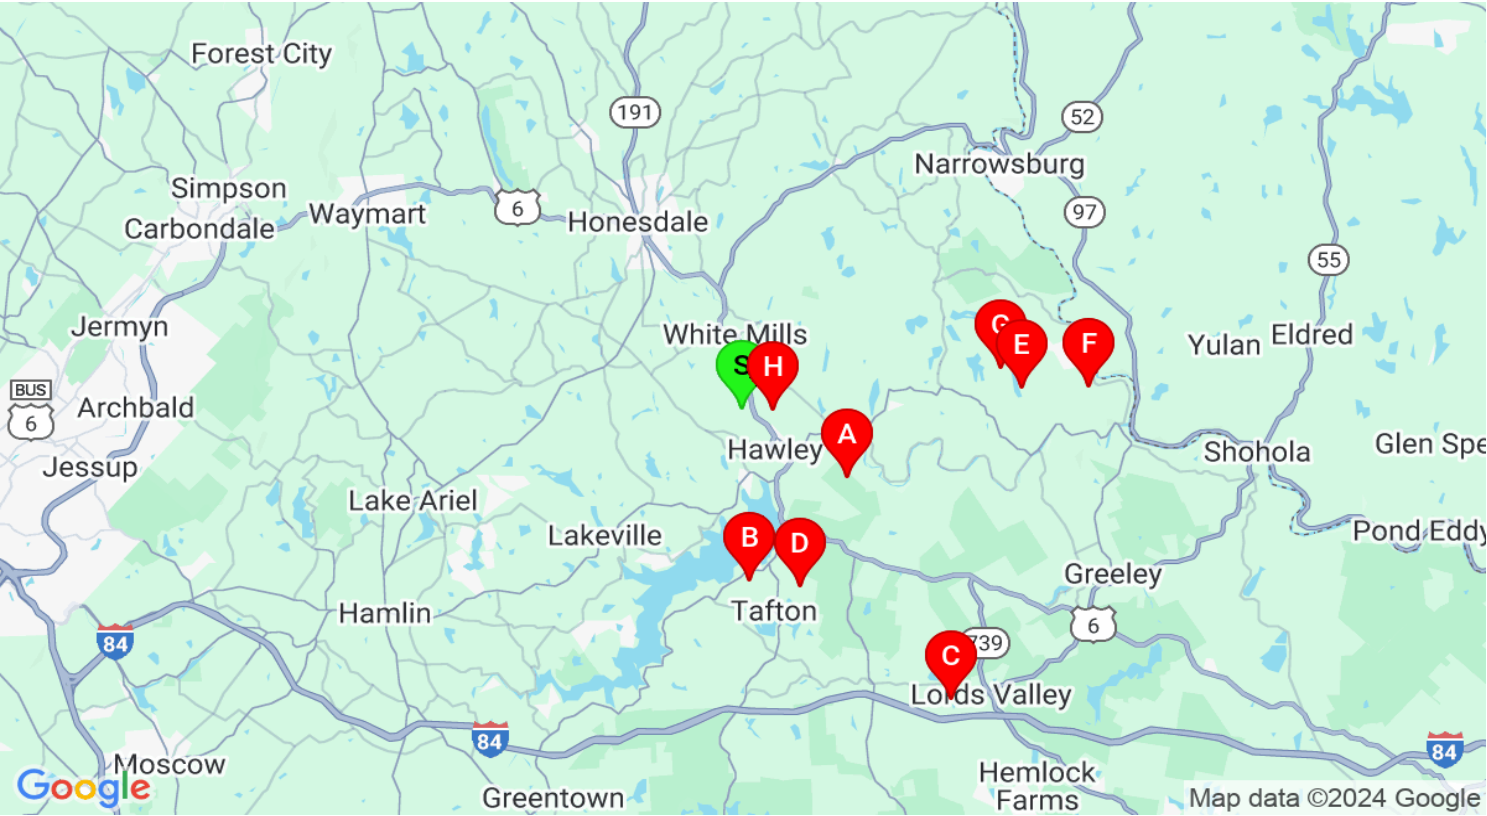 Forest City
191
52
Narrowsburg
Simpson
6
Waymart
97
Honesdale
Carbondale
55
Jermyn
White Mills
G
E
F
Yulan
Eldred
S
H
BUS
6
Archbald
A
Hawley
Shohola
Glen Spe
Jessup
Lake Ariel
Lakeville
B
D
Pond Eddy
Greeley
Tafton
Hamlin
6
84
739
C
Lords Valley
84
84
Moscow
Hemlock
Farms
Google
Greentown
Map data ©2024 Google